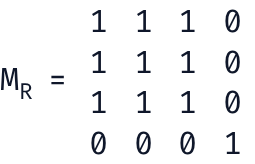 1 1 1 0
1 1 1 0
M_R = 1 1 1 0
0 0 0 1